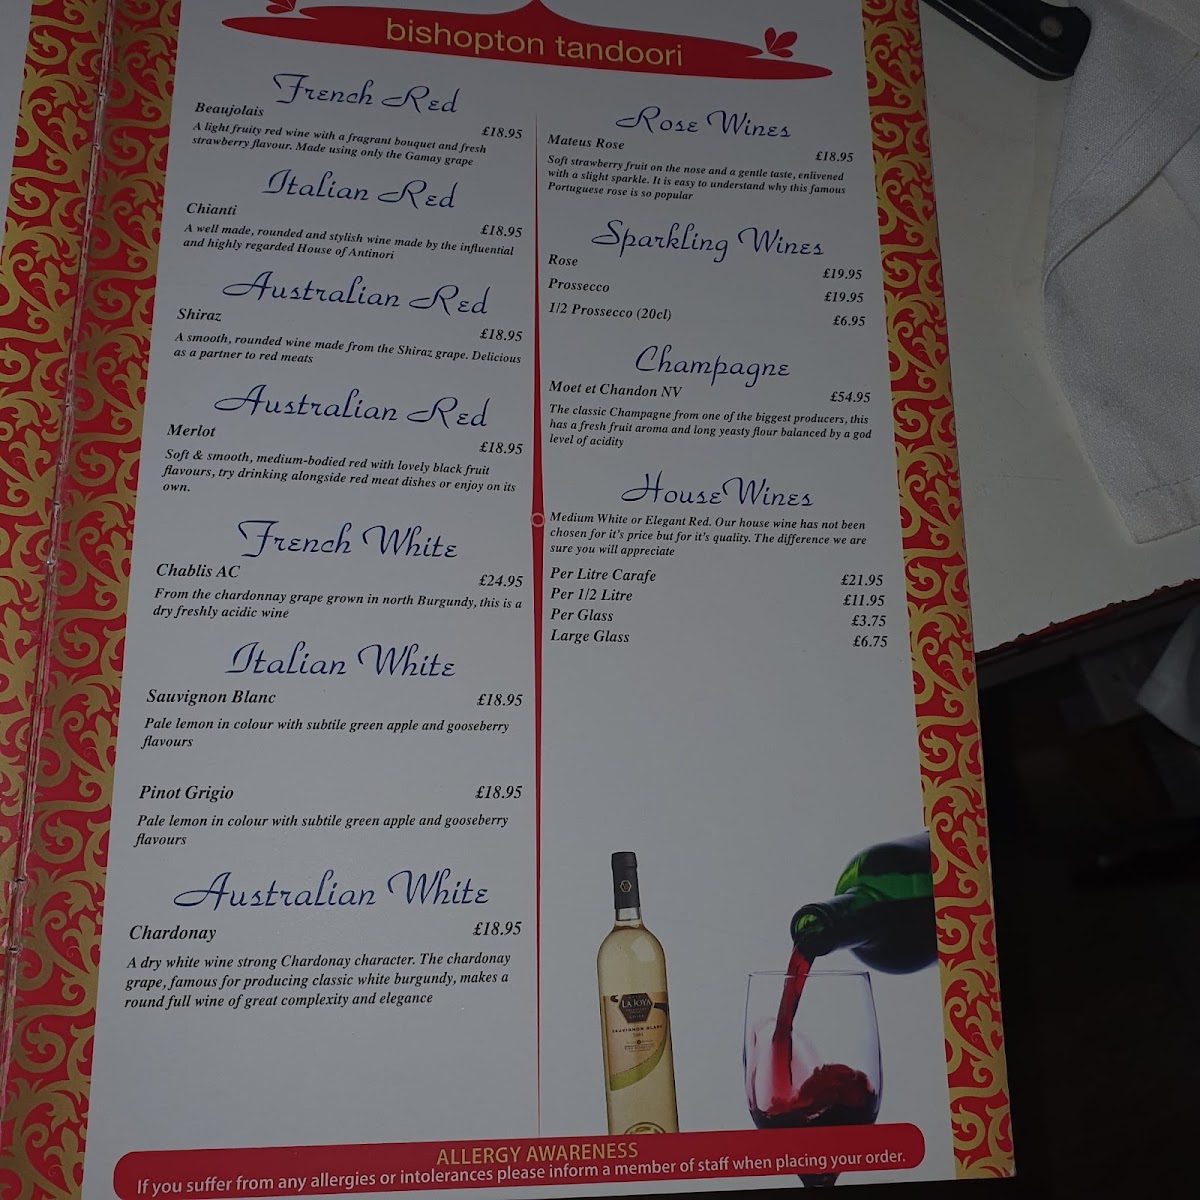 bishopton tandoori
French Red
Beaujolais
£18.95
A light fruity red wine with a fragrant bouquet and fresh
strawberry flavour. Made using only the Gamay grape
Italian Red
Chianti
£18.95
A well made, rounded and stylish wine made by the influential
and highly regarded House of Antinori
Australian Red
Shiraz
£18.95
A smooth, rounded wine made from the Shiraz grape. Delicious
as a partner to red meats
Australian Red
Merlot
£18.95
Soft & smooth, medium-bodied red with lovely black fruit
flavours, try drinking alongside red meat dishes or enjoy on its
own.
French White
Chablis AC
£24.95
From the chardonnay grape grown in north Burgundy, this is a
dry freshly acidic wine
Italian White
Sauvignon Blanc £18.95
Pale lemon in colour with subtile green apple and gooseberry
flavours
Pinot Grigio £18.95
Pale lemon in colour with subtile green apple and gooseberry
flavours
Australian White
Chardonay £18.95
A dry white wine strong Chardonay character. The chardonay
grape, famous for producing classic white burgundy, makes a
round full wine of great complexity and elegance
Rose Wines
Mateus Rose
£18.95
Soft strawberry fruit on the nose and a gentle taste, enlivened
with a slight sparkle. It is easy to understand why this famous
Portuguese rose is so popular
Sparkling Wines
Rose £19.95
Prossecco £19.95
1/2 Prossecco (20cl) £6.95
Champagne
Moet et Chandon NV £54.95
The classic Champagne from one of the biggest producers, this
has a fresh fruit aroma and long yeasty flour balanced by a god
level of acidity
House Wines
Medium White or Elegant Red. Our house wine has not been
chosen for it's price but for it's quality. The difference we are
sure you will appreciate
Per Litre Carafe £21.95
Per 1/2 Litre £11.95
Per Glass £3.75
Large Glass £6.75
LA JOYA
SAUVIGNON BLANC
ALLERGY AWARENESS
If you suffer from any allergies or intolerances please inform a member of staff when placing your order.